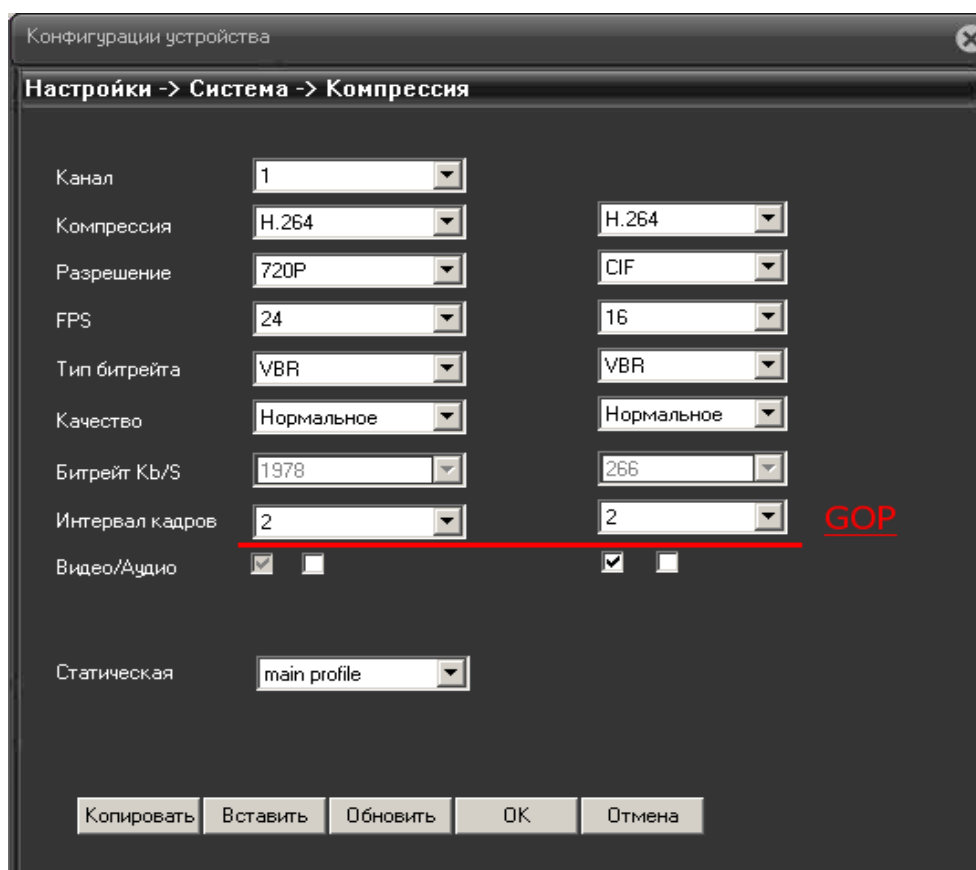 Конфигурации устройства
Настройки -> Система -> Компрессия
Канал 1
Компрессия H.264 H.264
Разрешение 720P CIF
FPS 24 16
Тип битрейта VBR VBR
Качество Нормальное Нормальное
Битрейт Kb/S 1978 266
Интервал кадров 2 2 GOP
Видео/Аудио
Статическая main profile
Копировать Вставить Обновить OK Отмена